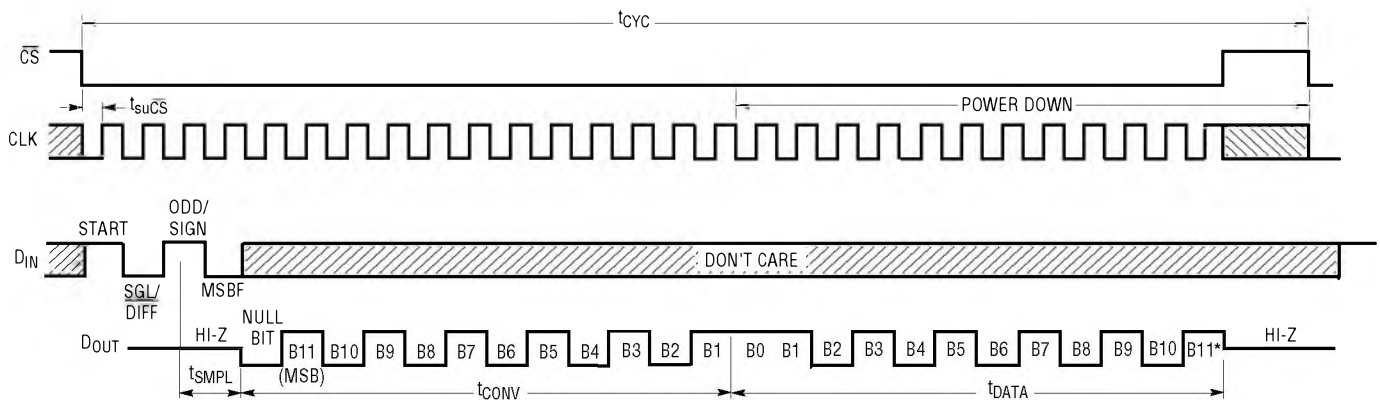 tCYC
CS
tsuCS
POWER DOWN
CLK
START
ODD/
SIGN
DIN
DON'T CARE
SGL/
DIFF
MSBF
NULL
BIT
HI-Z
DOUT
B11 B10 B9 B8 B7 B6 B5 B4 B3 B2 B1 B0 B1 B2 B3 B4 B5 B6 B7 B8 B9 B10 B11*
HI-Z
(MSB)
tSMPL
tCONV
tDATA